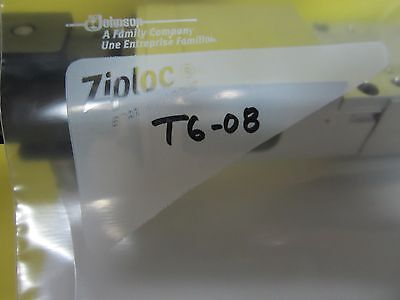 Johnson
A Family Company
Une Entreprise Familiale
Ziploc®
T6-08